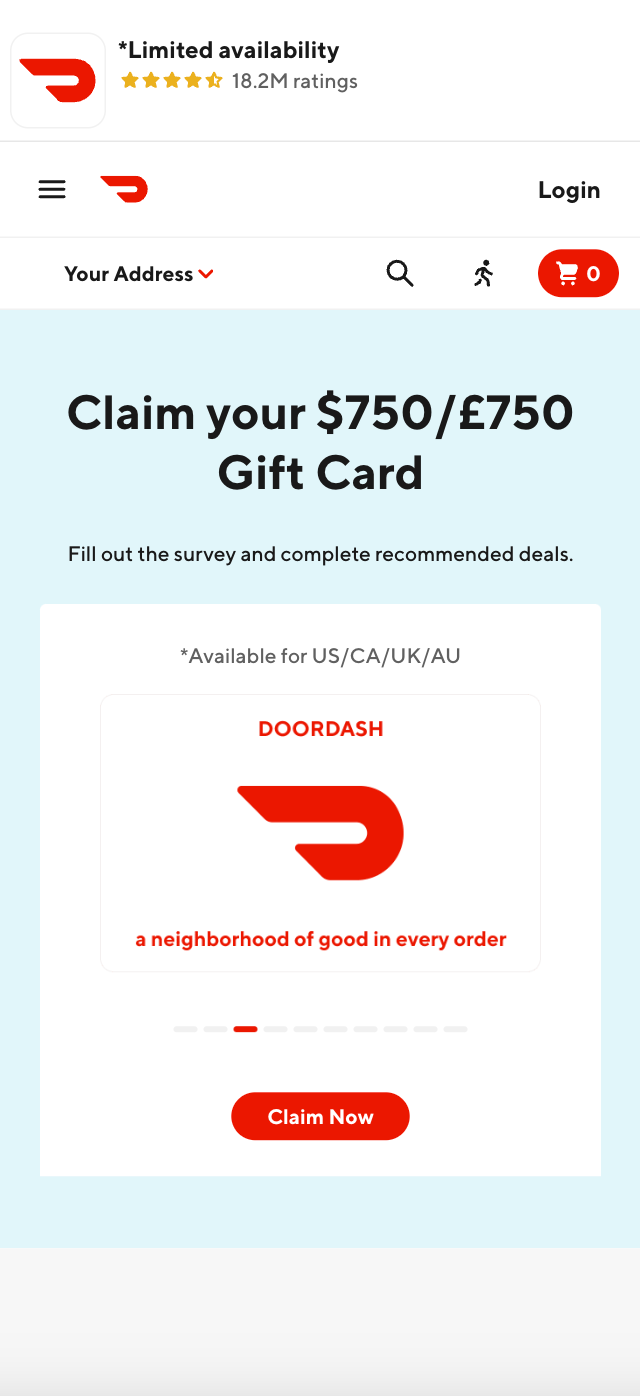 *Limited availability
18.2M ratings
Login
Your Address
0
Claim your $750/£750
Gift Card
Fill out the survey and complete recommended deals.
*Available for US/CA/UK/AU
DOORDASH
a neighborhood of good in every order
Claim Now